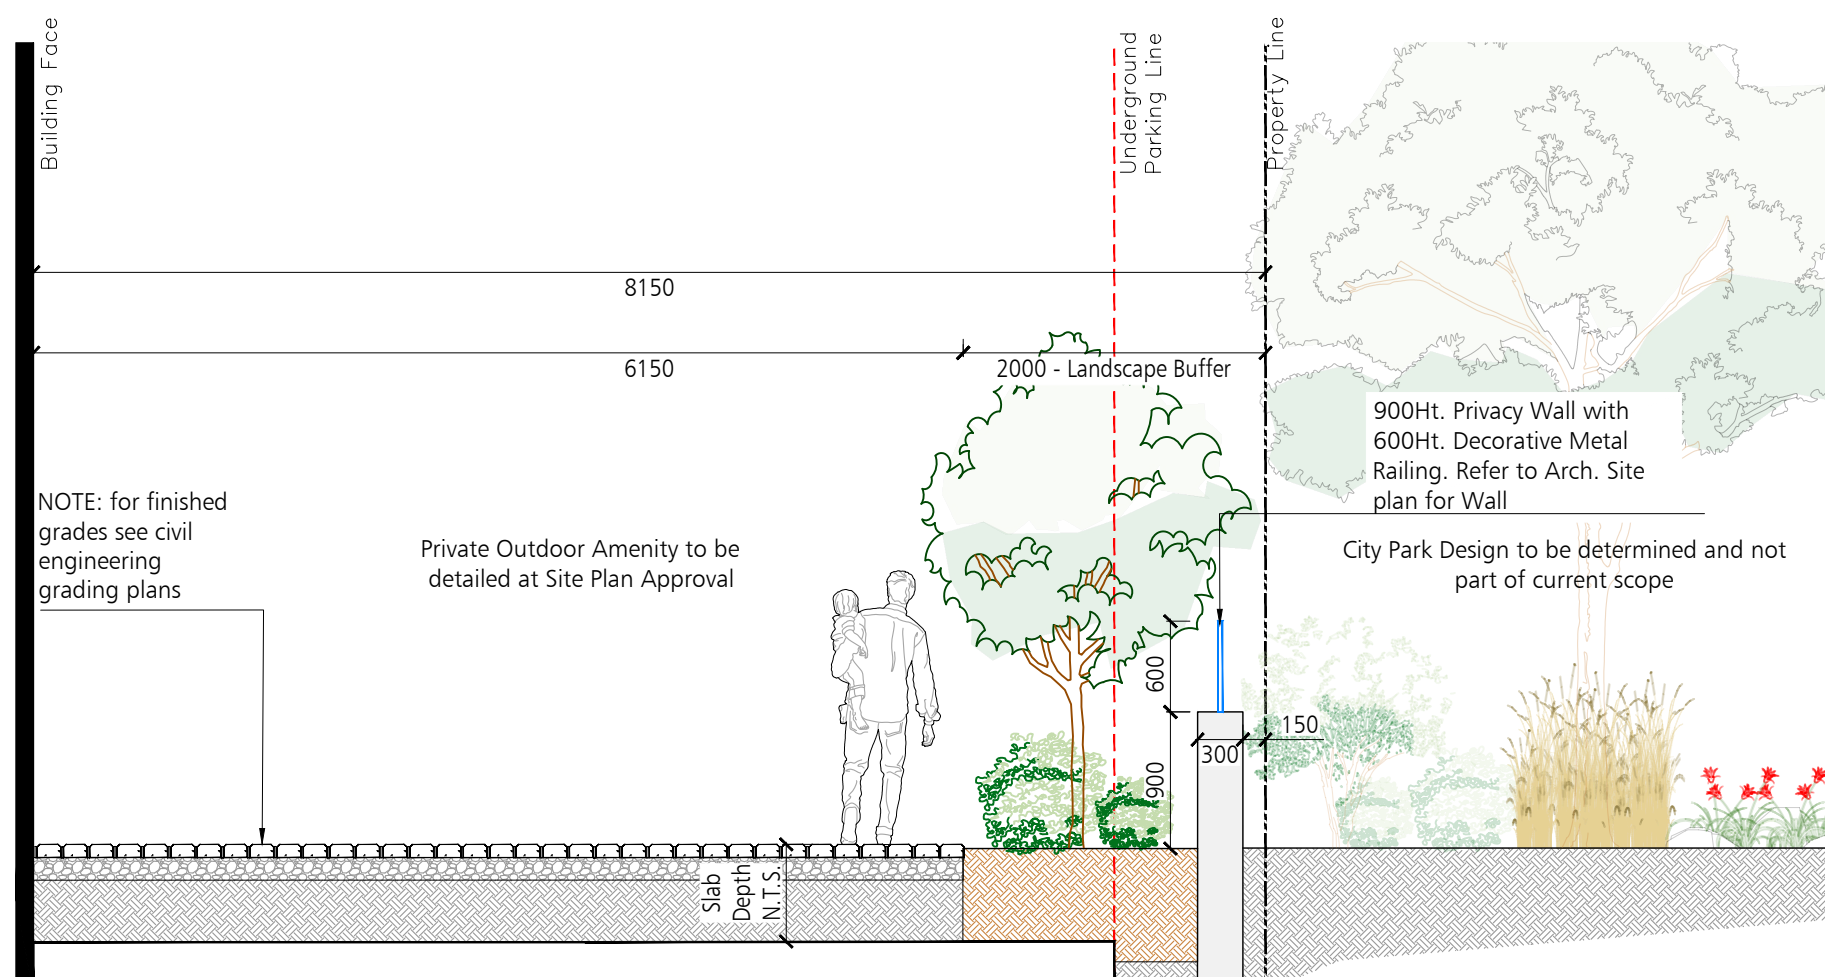 Building Face
Underground
Parking Line
Property Line
8150
6150
2000 - Landscape Buffer
900Ht. Privacy Wall with
600Ht. Decorative Metal
Railing. Refer to Arch. Site
plan for Wall
NOTE: for finished
grades see civil
engineering
grading plans
Private Outdoor Amenity to be
detailed at Site Plan Approval
City Park Design to be determined and not
part of current scope
600
900
300
150
Slab
Depth
N.T.S.